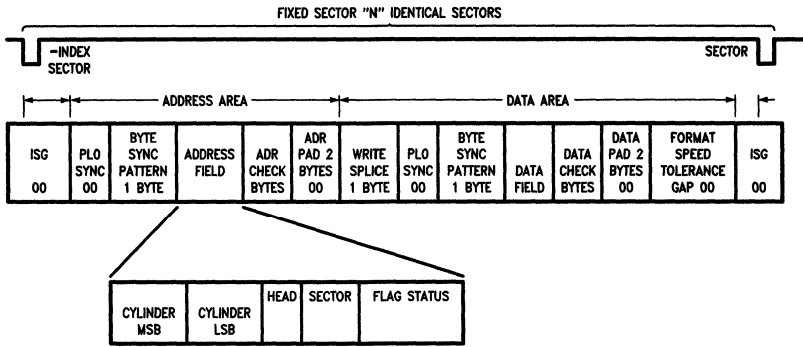 FIXED SECTOR "N" IDENTICAL SECTORS
-INDEX
SECTOR
SECTOR
ADDRESS AREA
DATA AREA
ISG
00
PLO
SYNC
00
BYTE
SYNC
PATTERN
1 BYTE
ADDRESS
FIELD
ADR
CHECK
BYTES
ADR
PAD 2
BYTES
00
WRITE
SPLICE
1 BYTE
PLO
SYNC
00
BYTE
SYNC
PATTERN
1 BYTE
DATA
FIELD
DATA
CHECK
BYTES
DATA
PAD 2
BYTES
00
FORMAT
SPEED
TOLERANCE
GAP 00
ISG
00
CYLINDER
MSB
CYLINDER
LSB
HEAD
SECTOR
FLAG STATUS